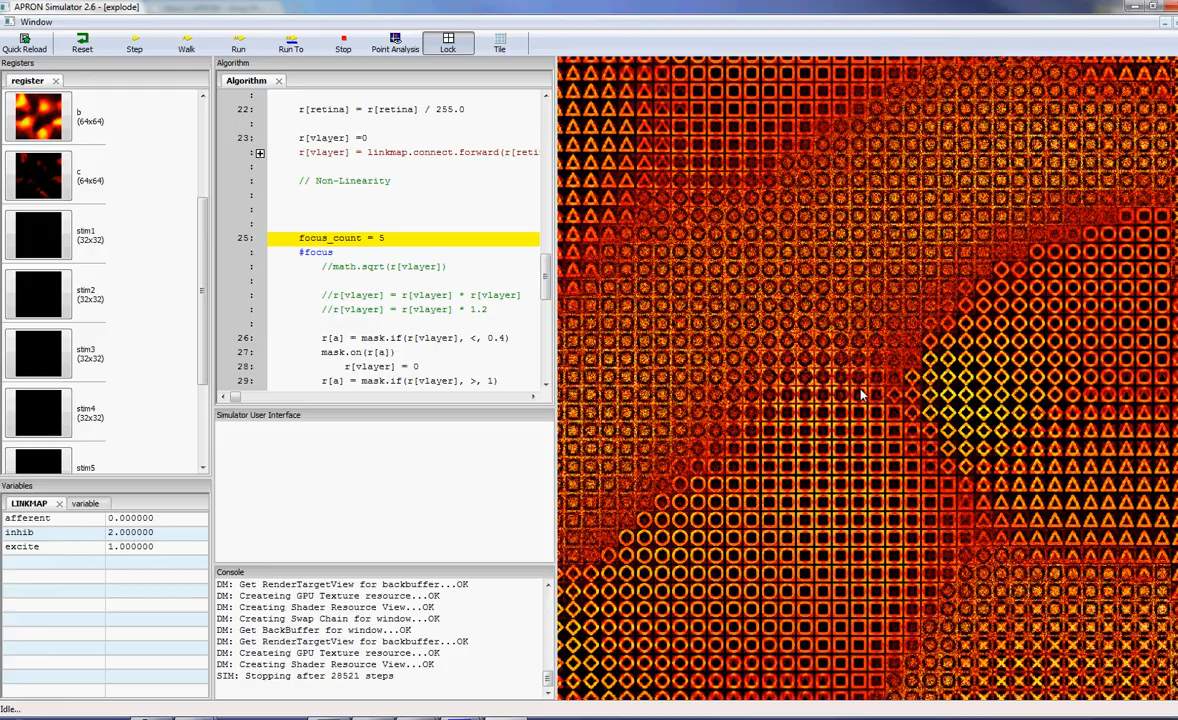 APRON Simulator 2.6 - [explode]
Window
Quick Reload
Reset
Step
Walk
Run
Run To
Stop
Point Analysis
Lock
Tile
Registers
register
b
(64x64)
c
(64x64)
stim1
(32x32)
stim2
(32x32)
stim3
(32x32)
stim4
(32x32)
stim5
Variables
LINKMAP
variable
afferent 0.000000
inhib 2.000000
excite 1.000000
Algorithm
Algorithm
:
22: r[retina] = r[retina] / 255.0
:
23: r[vlayer] =0
: r[vlayer] = linkmap.connect.forward(r[reti
:
: // Non-Linearity
:
:
:
25: focus_count = 5
: #focus
: //math.sqrt(r[vlayer])
:
: //r[vlayer] = r[vlayer] * r[vlayer]
: //r[vlayer] = r[vlayer] * 1.2
:
26: r[a] = mask.if(r[vlayer], <, 0.4)
27: mask.on(r[a])
28: r[vlayer] = 0
29: r[a] = mask.if(r[vlayer], >, 1)
Simulator User Interface
Console
DM: Get RenderTargetView for backbuffer...OK
DM: Createing GPU Texture resource...OK
DM: Creating Shader Resource View...OK
DM: Creating Swap Chain for window...OK
DM: Get BackBuffer for window...OK
DM: Get RenderTargetView for backbuffer...OK
DM: Createing GPU Texture resource...OK
DM: Creating Shader Resource View...OK
SIM: Stopping after 28521 steps
Idle...